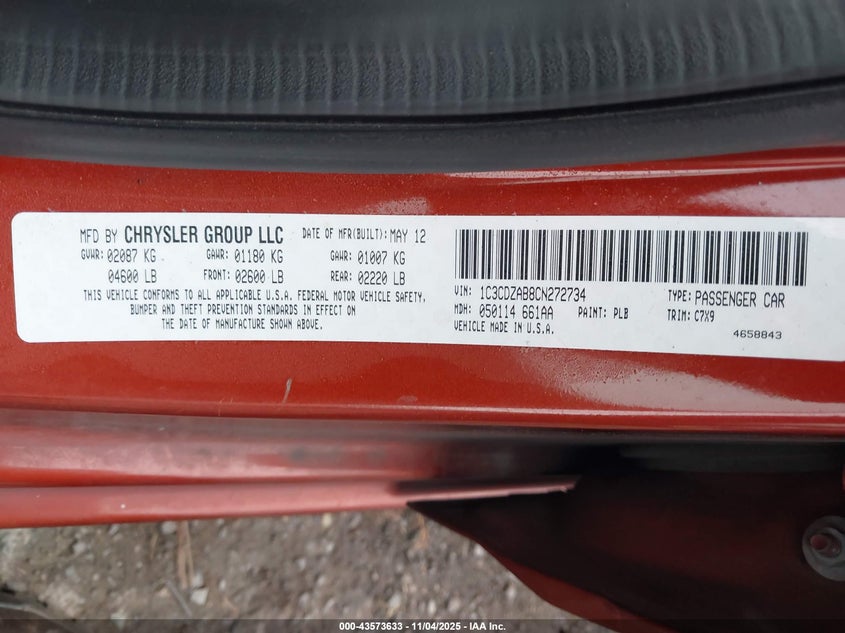 MFD BY CHRYSLER GROUP LLC DATE OF MFR(BUILT): MAY 12
GVWR: 02087 KG GAWR: 01180 KG GAWR: 01007 KG
04600 LB FRONT: 02600 LB REAR: 02220 LB
THIS VEHICLE CONFORMS TO ALL APPLICABLE U.S.A. FEDERAL MOTOR VEHICLE SAFETY,
BUMPER AND THEFT PREVENTION STANDARDS IN EFFECT ON
THE DATE OF MANUFACTURE SHOWN ABOVE.
VIN: 1C3CDZAB8CN272734 TYPE: PASSENGER CAR
MDH: 050114 661AA PAINT: PLB TRIM: C7X9
VEHICLE MADE IN U.S.A. 4658843
000-43573633 - 11/04/2025 - IAA Inc.